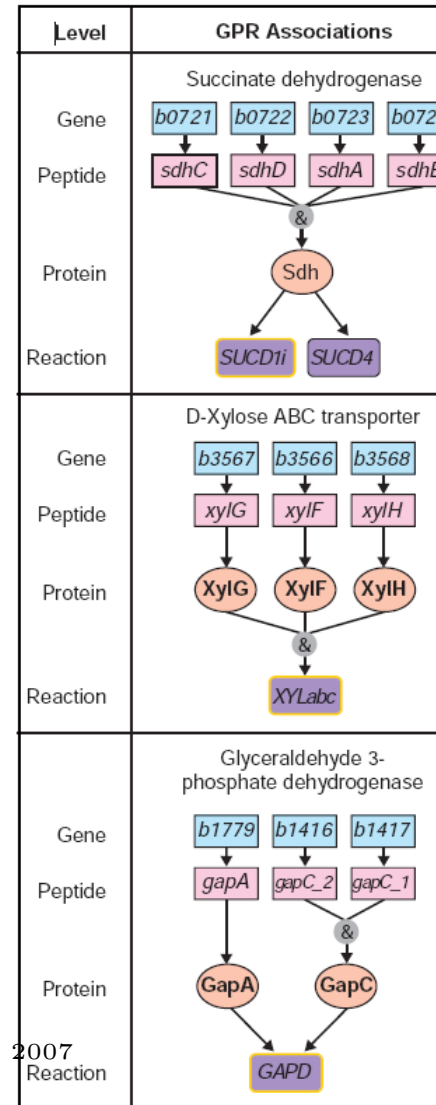 Level GPR Associations
Succinate dehydrogenase
Gene b0721 b0722 b0723
Peptide sdhC sdhD sdhA
&
Protein Sdh
Reaction SUCD1i SUCD4
D-Xylose ABC transporter
Gene b3567 b3566 b3568
Peptide xylG xylF xylH
Protein XylG XylF XylH
&
Reaction XYLabc
Glyceraldehyde 3-
phosphate dehydrogenase
Gene b1779 b1416 b1417
Peptide gapA gapC_2 gapC_1
&
Protein GapA GapC
2007
Reaction GAPD